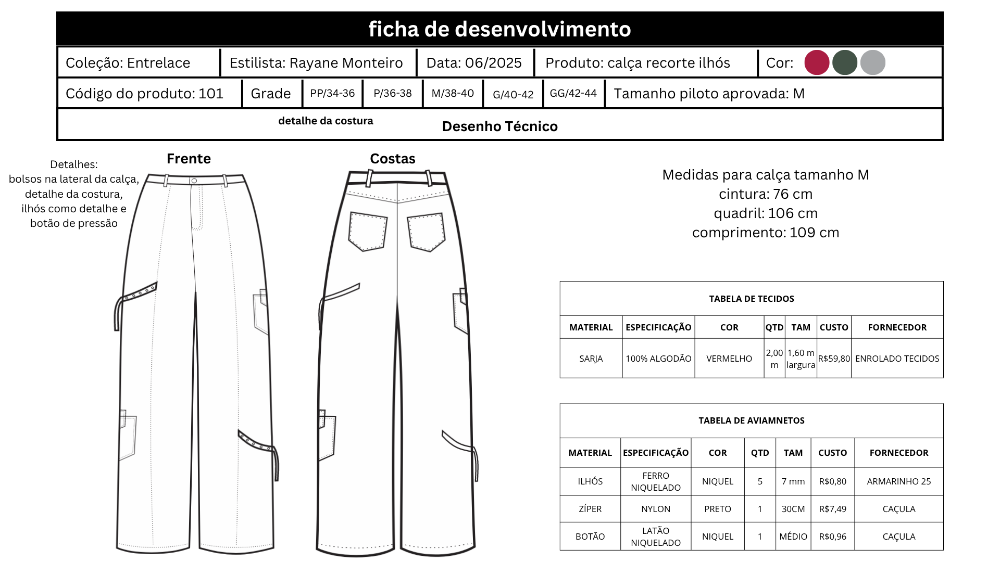 ficha de desenvolvimento
Coleção: Entrelace
Estilista: Rayane Monteiro
Data: 06/2025
Produto: calça recorte ilhós
Cor:
Código do produto: 101
Grade
PP/34-36
P/36-38
M/38-40
G/40-42
GG/42-44
Tamanho piloto aprovada: M
detalhe da costura
Desenho Técnico
Detalhes:
bolsos na lateral da calça,
detalhe da costura,
ilhós como detalhe e
botão de pressão
Frente
Costas
Medidas para calça tamanho M
cintura: 76 cm
quadril: 106 cm
comprimento: 109 cm
TABELA DE TECIDOS
MATERIAL ESPECIFICAÇÃO COR QTD TAM CUSTO FORNECEDOR
SARJA
100% ALGODÃO
VERMELHO
2,00
m
1,60 m
largura
R$59,80
ENROLADO TECIDOS
TABELA DE AVIAMNETOS
MATERIAL ESPECIFICAÇÃO COR QTD TAM CUSTO FORNECEDOR
ILHÓS
FERRO
NIQUELADO
NIQUEL
5
7 mm
R$0,80
ARMARINHO 25
ZÍPER
NYLON
PRETO
1
30CM
R$7,49
CAÇULA
BOTÃO
LATÃO
NIQUELADO
NIQUEL
1
MÉDIO
R$0,96
CAÇULA